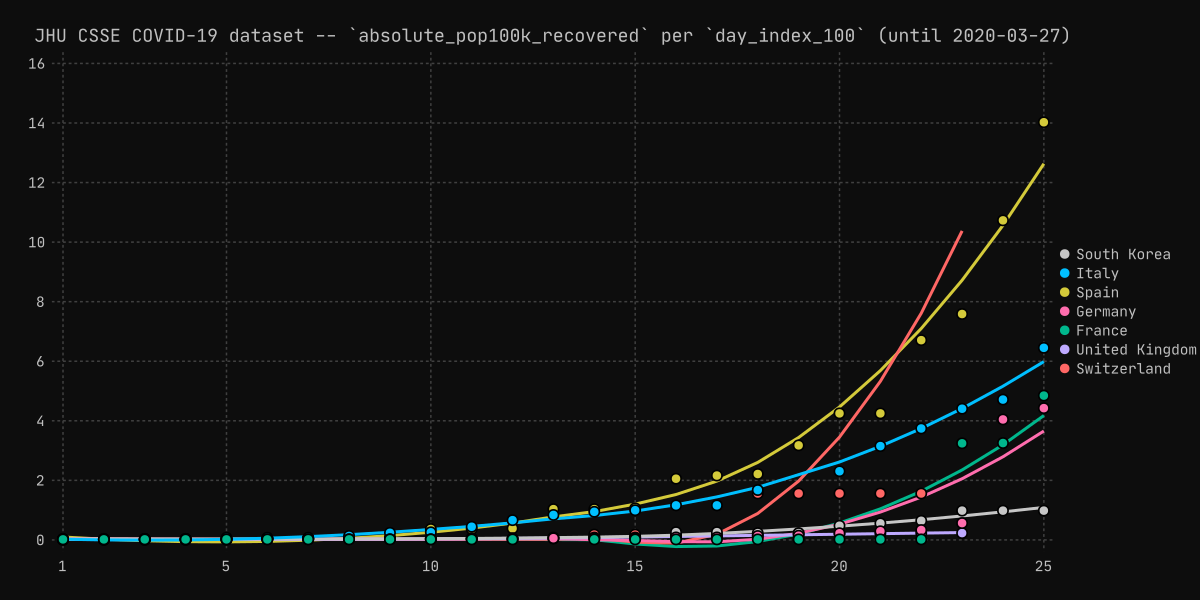 JHU CSSE COVID-19 dataset -- `absolute_pop100k_recovered` per `day_index_100` (until 2020-03-27)
16
14
12
10
8
6
4
2
0
1 5 10 15 20 25
South Korea
Italy
Spain
Germany
France
United Kingdom
Switzerland